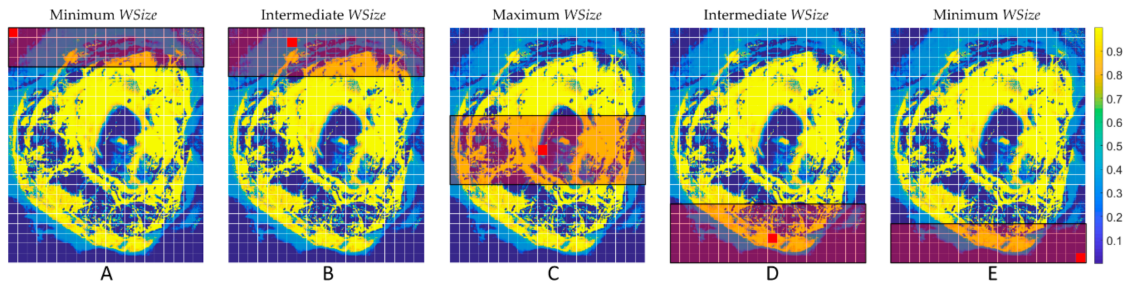 Minimum WSize
Intermediate WSize
Maximum WSize
Intermediate WSize
Minimum WSize
0.9
0.8
0.7
0.6
0.5
0.4
0.3
0.2
0.1
A
B
C
D
E